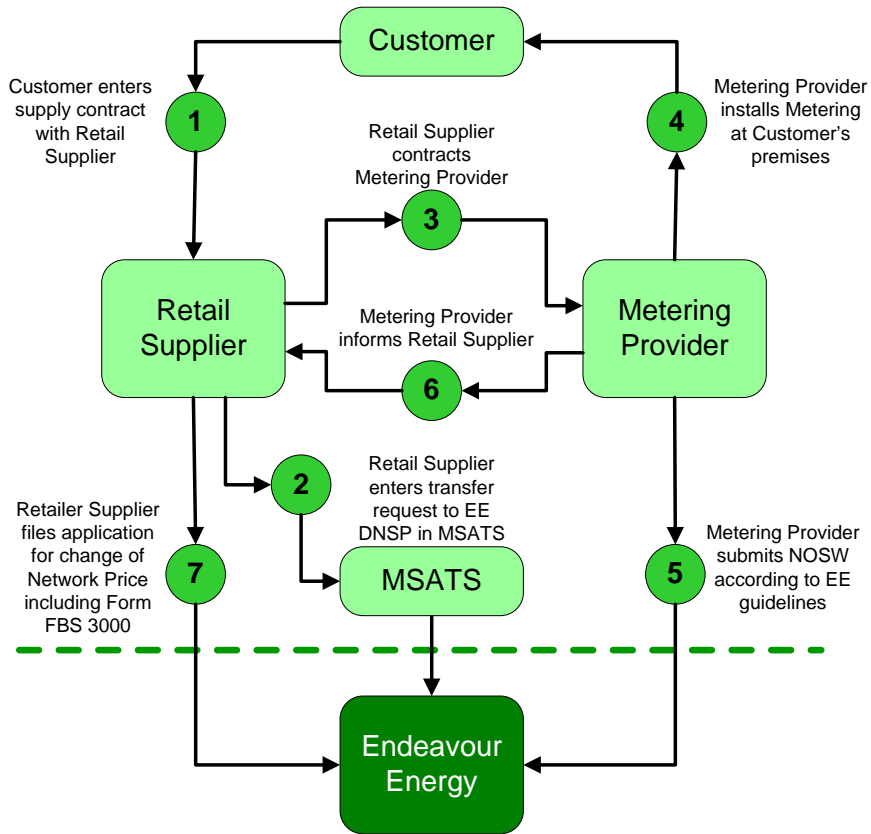 Customer
Customer enters
supply contract
with Retail
Supplier
1
Metering Provider
installs Metering
at Customer's
premises
4
Retail Supplier
contracts
Metering Provider
3
Retail
Supplier
Metering
Provider
Metering Provider
informs Retail Supplier
6
2
Retail Supplier
enters transfer
request to EE
DNSP in MSATS
Retailer Supplier
files application
for change of
Network Price
including Form
FBS 3000
7
MSATS
5
Metering Provider
submits NOSW
according to EE
guidelines
Endeavour
Energy